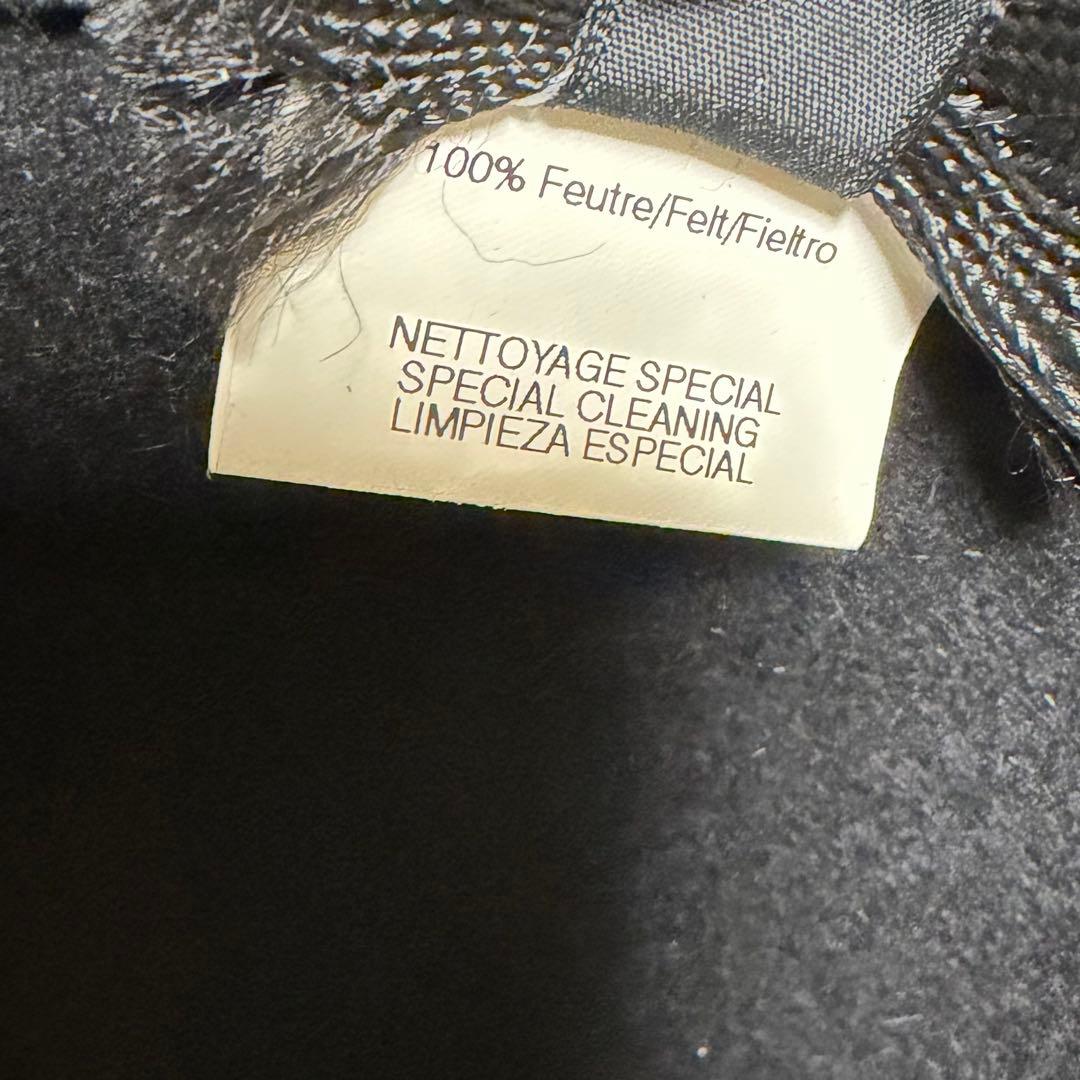 100% Feutre/Felt/Fieltro
NETTOYAGE SPECIAL
SPECIAL CLEANING
LIMPIEZA ESPECIAL